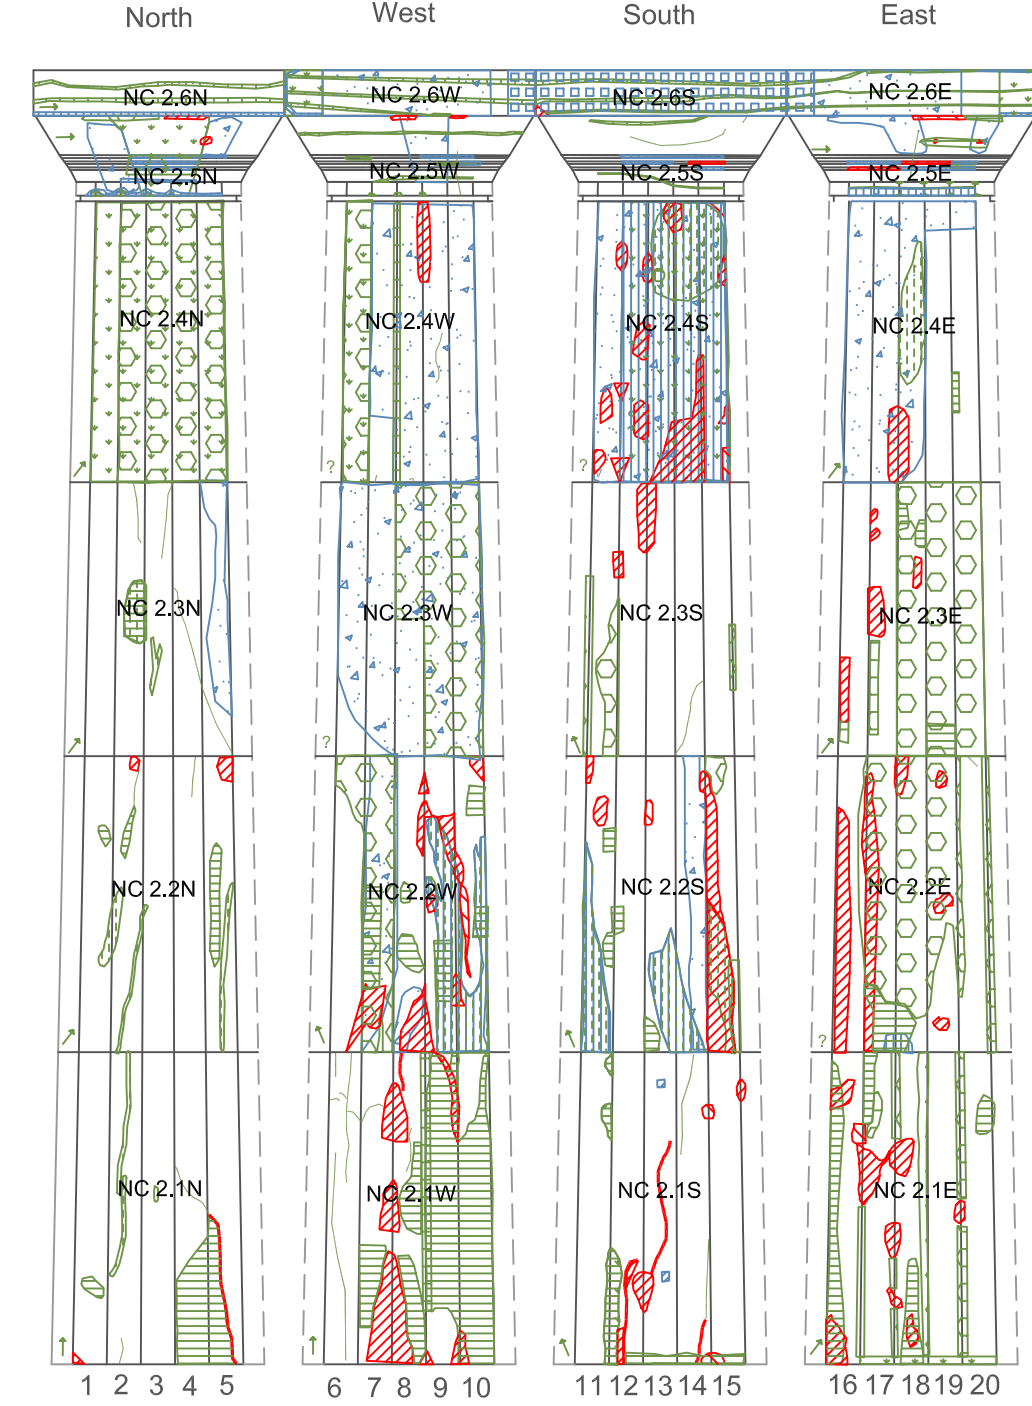 North West South East
NC 2.6N NC 2.6W NC 2.6S NC 2.6E
NC 2.5N NC 2.5W NC 2.5S NC 2.5E
NC 2.4N NC 2.4W NC 2.4S NC 2.4E
? ?
NC 2.3N NC 2.3W NC 2.3S NC 2.3E
?
NC 2.2N NC 2.2W NC 2.2S NC 2.2E
?
NC 2.1N NC 2.1W NC 2.1S NC 2.1E
1 2 3 4 5 6 7 8 9 10 11 12 13 14 15 16 17 18 19 20